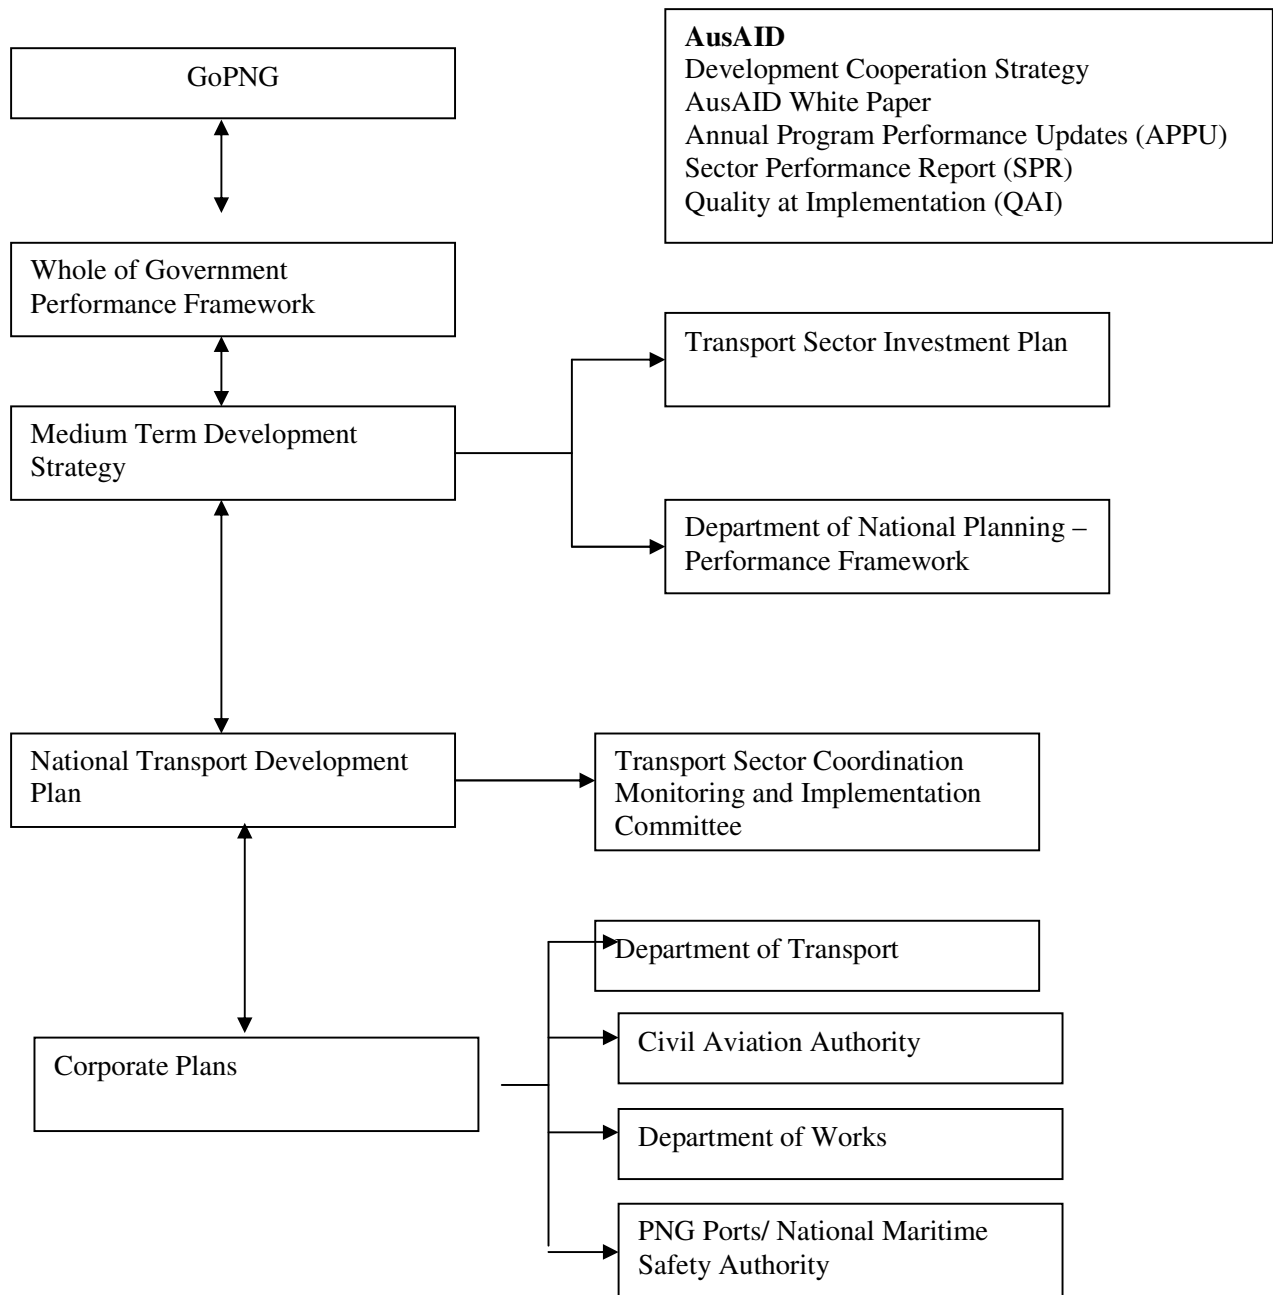 GoPNG
AusAID
Development Cooperation Strategy
AusAID White Paper
Annual Program Performance Updates (APPU)
Sector Performance Report (SPR)
Quality at Implementation (QAI)
Whole of Government
Performance Framework
Transport Sector Investment Plan
Medium Term Development
Strategy
Department of National Planning –
Performance Framework
National Transport Development
Plan
Transport Sector Coordination
Monitoring and Implementation
Committee
Department of Transport
Corporate Plans
Civil Aviation Authority
Department of Works
PNG Ports/ National Maritime
Safety Authority